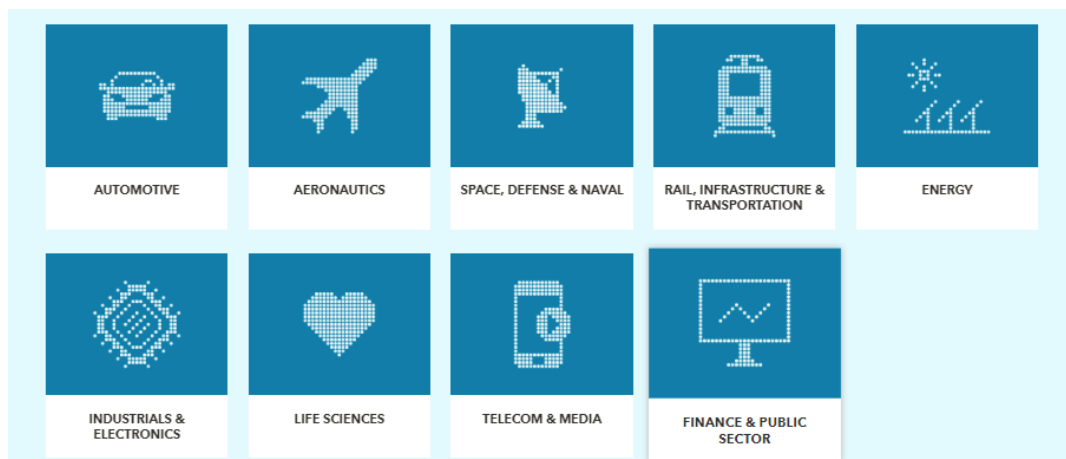 AUTOMOTIVE
AERONAUTICS
SPACE, DEFENSE & NAVAL
RAIL, INFRASTRUCTURE &
TRANSPORTATION
ENERGY
INDUSTRIALS &
ELECTRONICS
LIFE SCIENCES
TELECOM & MEDIA
FINANCE & PUBLIC
SECTOR